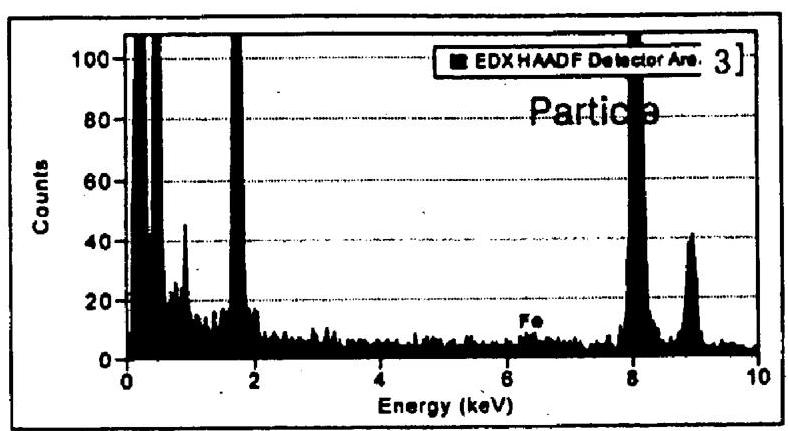 100
80
60
40
20
0
Counts
EDX HAADF Detector Are 3]
Particle
Fe
0 2 4 6 8 10
Energy (keV)